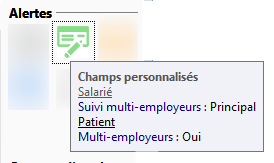 Alertes
Champs personnalisés
Salarié
Suivi multi-employeurs : Principal
Patient
Multi-employeurs : Oui